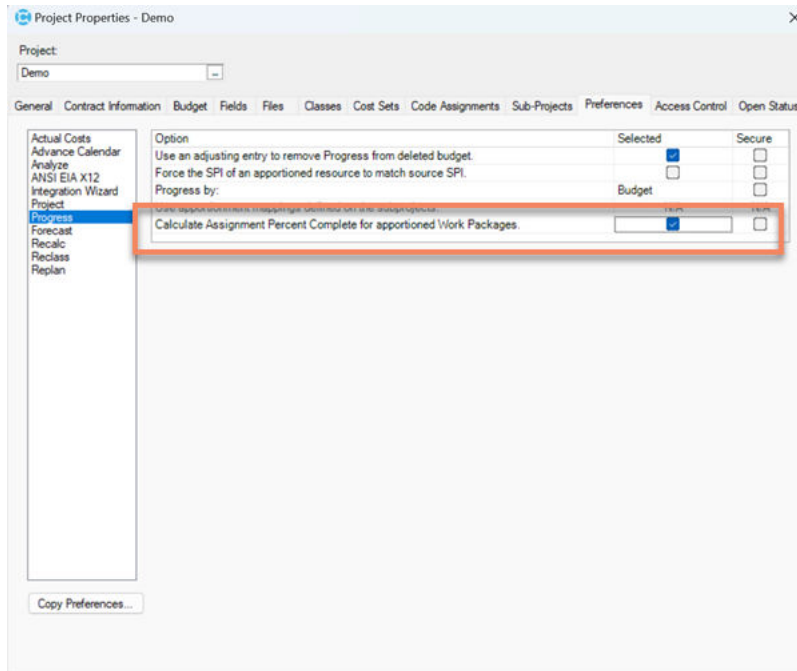 Project Properties - Demo
Project:
Demo
General Contract Information Budget Fields Files Classes Cost Sets Code Assignments Sub-Projects Preferences Access Control Open Status
Actual Costs
Advance Calendar
Analyze
ANSI EIA X12
Integration Wizard
Project
Progress
Forecast
Recalc
Reclass
Replan
Option Selected Secure
Use an adjusting entry to remove Progress from deleted budget.
Force the SPI of an apportioned resource to match source SPI.
Progress by: Budget
Use apportionment mappings defined on the subprojects. N/A N/A
Calculate Assignment Percent Complete for apportioned Work Packages.
Copy Preferences...